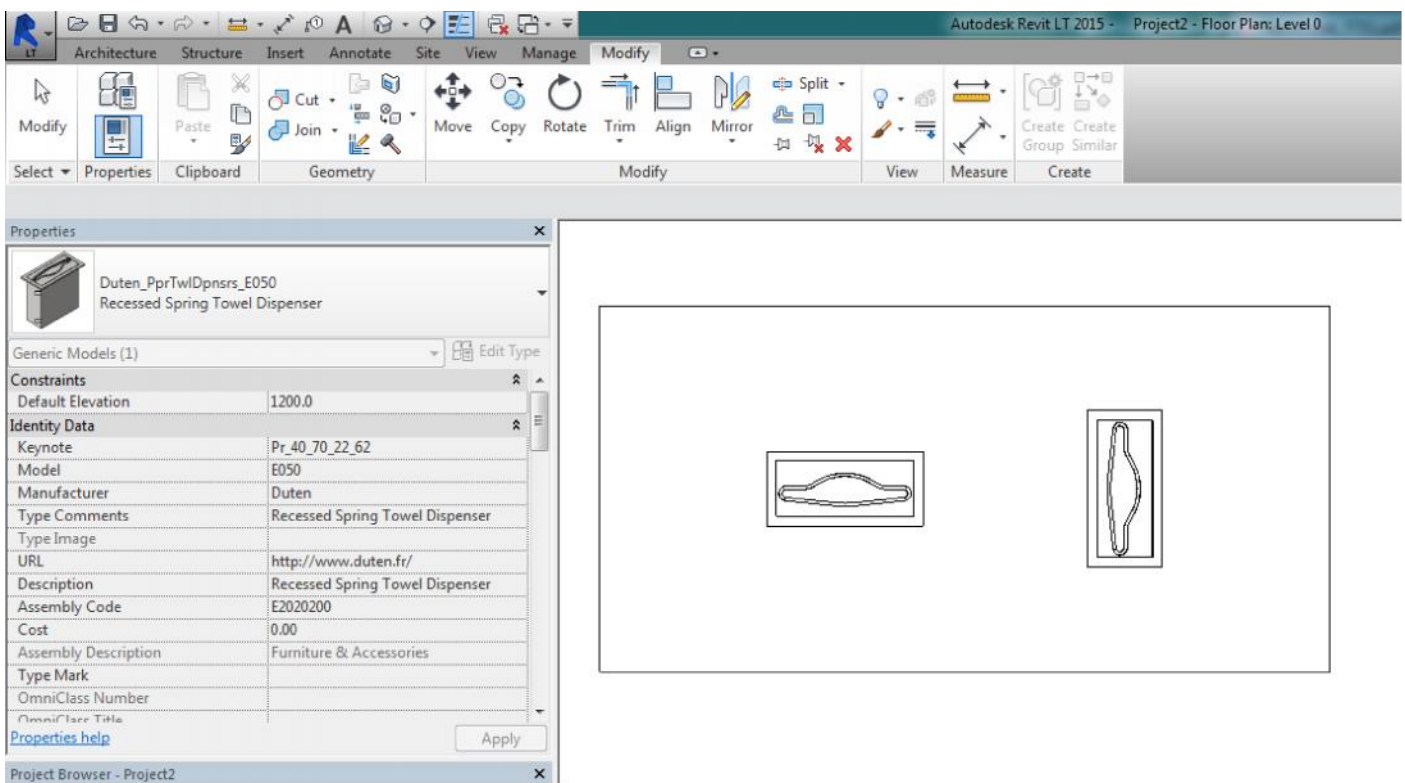 Autodesk Revit LT 2015 - Project2 - Floor Plan: Level 0
LT
Architecture Structure Insert Annotate Site View Manage Modify
Modify
Paste
Cut
Join
Move Copy Rotate Trim Align Mirror
Split
Create Group
Create Similar
Select Properties Clipboard Geometry Modify View Measure Create
Properties
Duten_PprTwlDpnsrs_E050
Recessed Spring Towel Dispenser
Generic Models (1) Edit Type
Constraints
Default Elevation 1200.0
Identity Data
Keynote Pr_40_70_22_62
Model E050
Manufacturer Duten
Type Comments Recessed Spring Towel Dispenser
Type Image
URL http://www.duten.fr/
Description Recessed Spring Towel Dispenser
Assembly Code E2020200
Cost 0.00
Assembly Description Furniture & Accessories
Type Mark
OmniClass Number
OmniClass Title
Properties help Apply
Project Browser - Project2